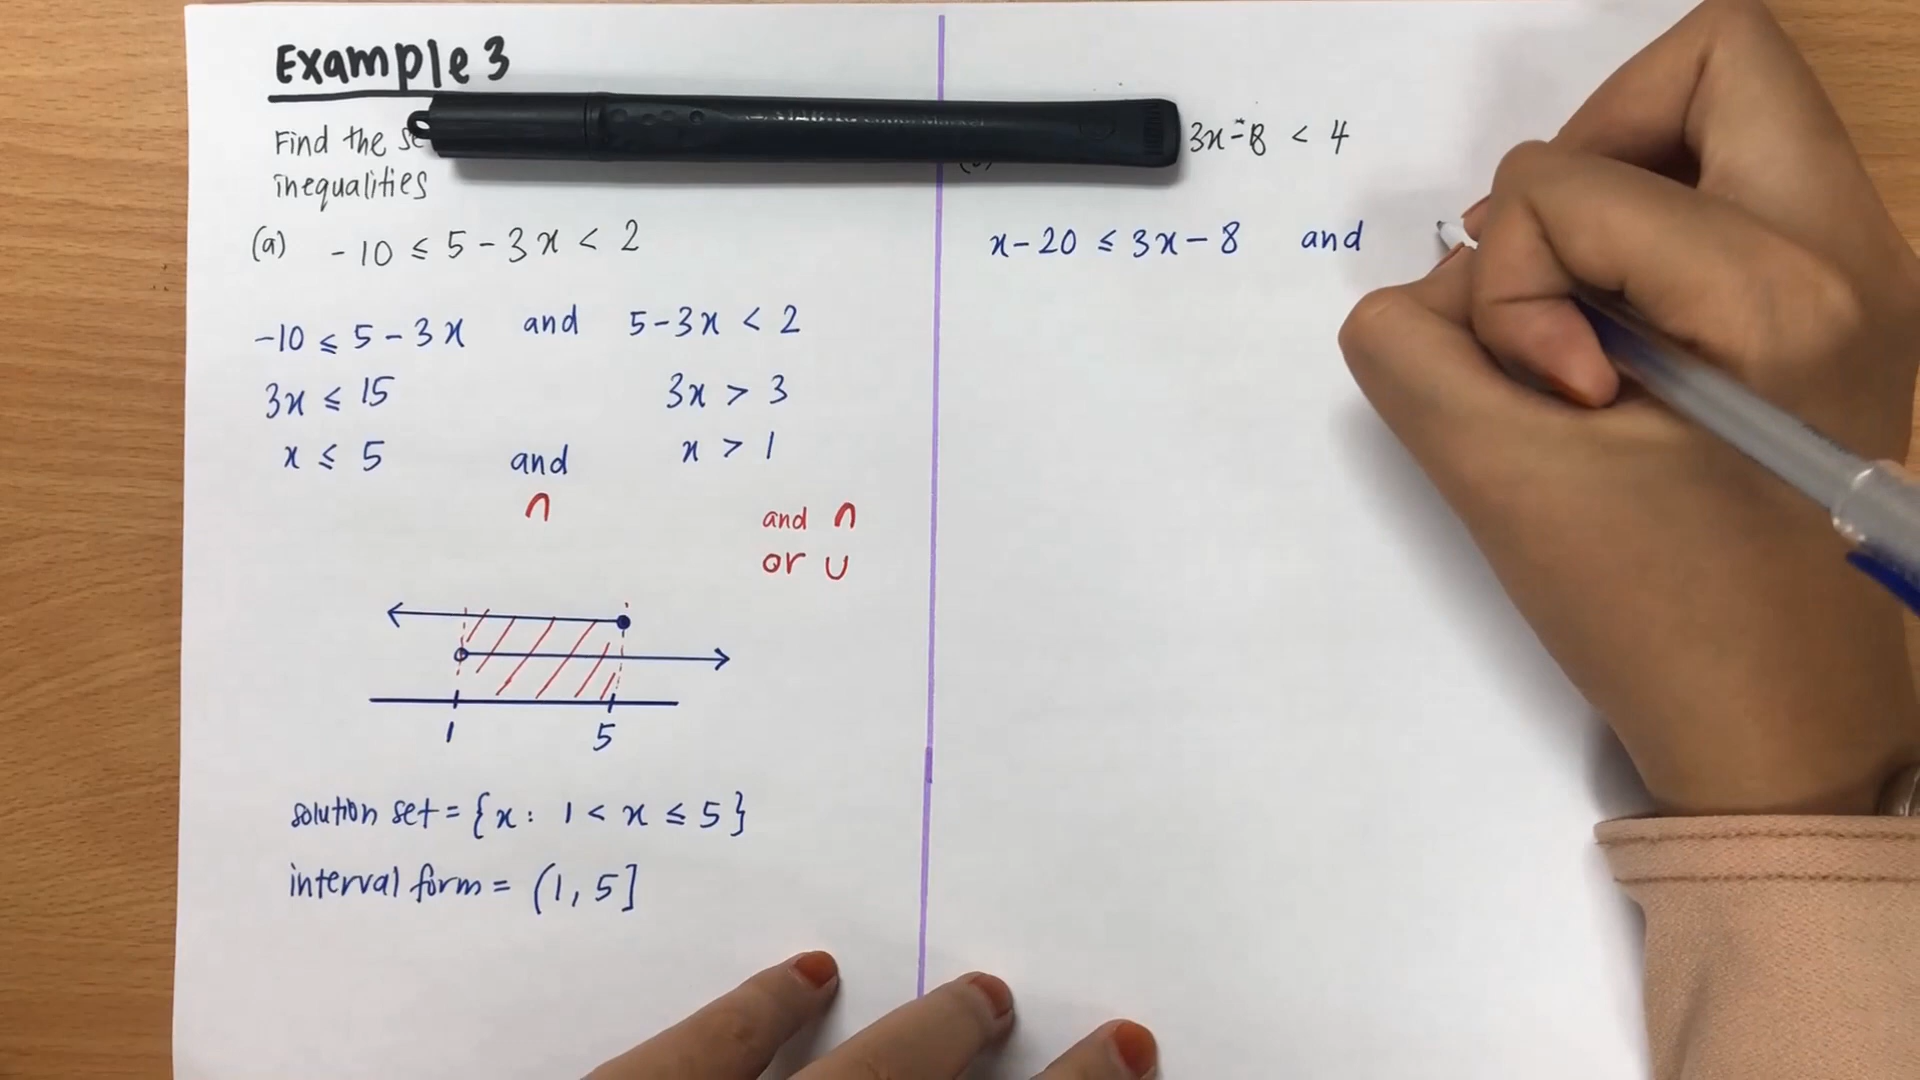 Example 3
Find the
inequalities
(a) -10 ≤ 5 - 3x < 2
-10 ≤ 5 - 3x and 5 - 3x < 2
3x ≤ 15 3x > 3
x ≤ 5 and x > 1
∩
and ∩
or ∪
1 5
solution set = {x : 1 < x ≤ 5}
interval form = (1, 5]
3x - 8 < 4
x - 20 ≤ 3x - 8 and